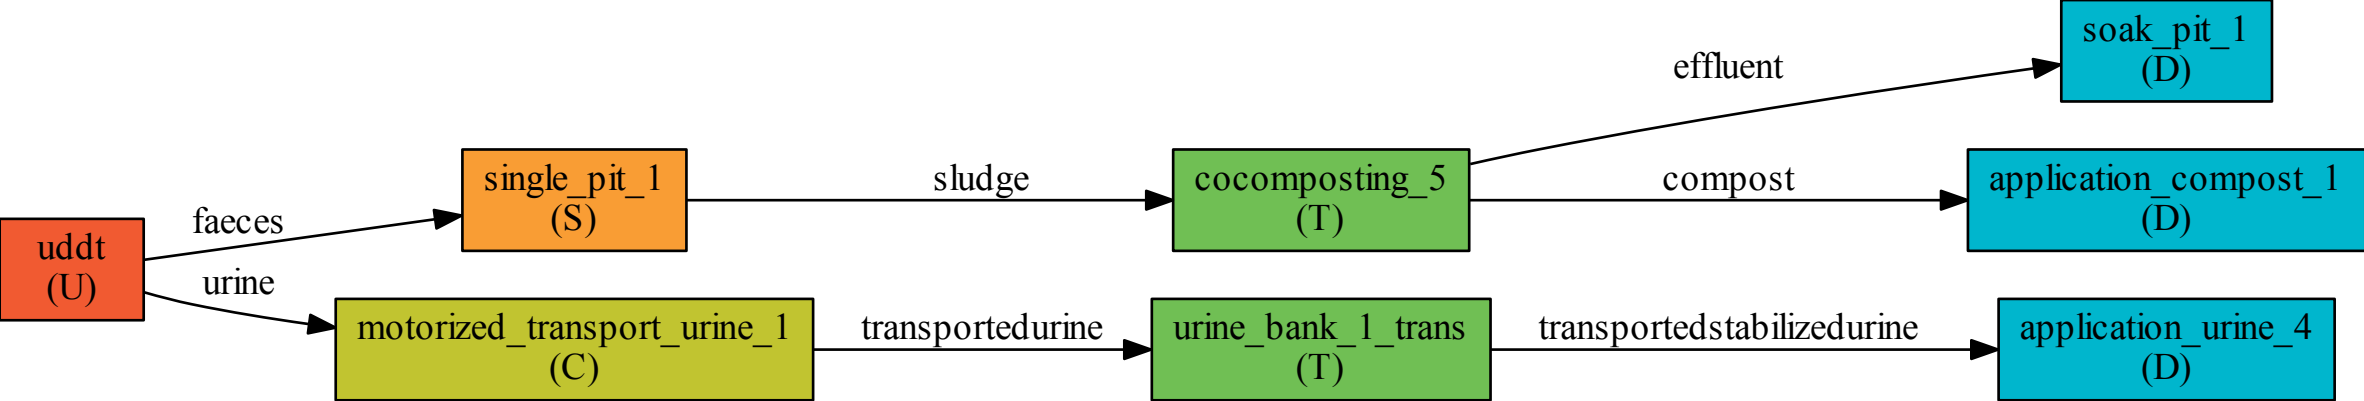 soak_pit_1
(D)
effluent
single_pit_1
(S)
sludge
cocomposting_5
(T)
compost
application_compost_1
(D)
faeces
uddt
(U)
urine
motorized_transport_urine_1
(C)
transportedurine
urine_bank_1_trans
(T)
transportedstabilizedurine
application_urine_4
(D)